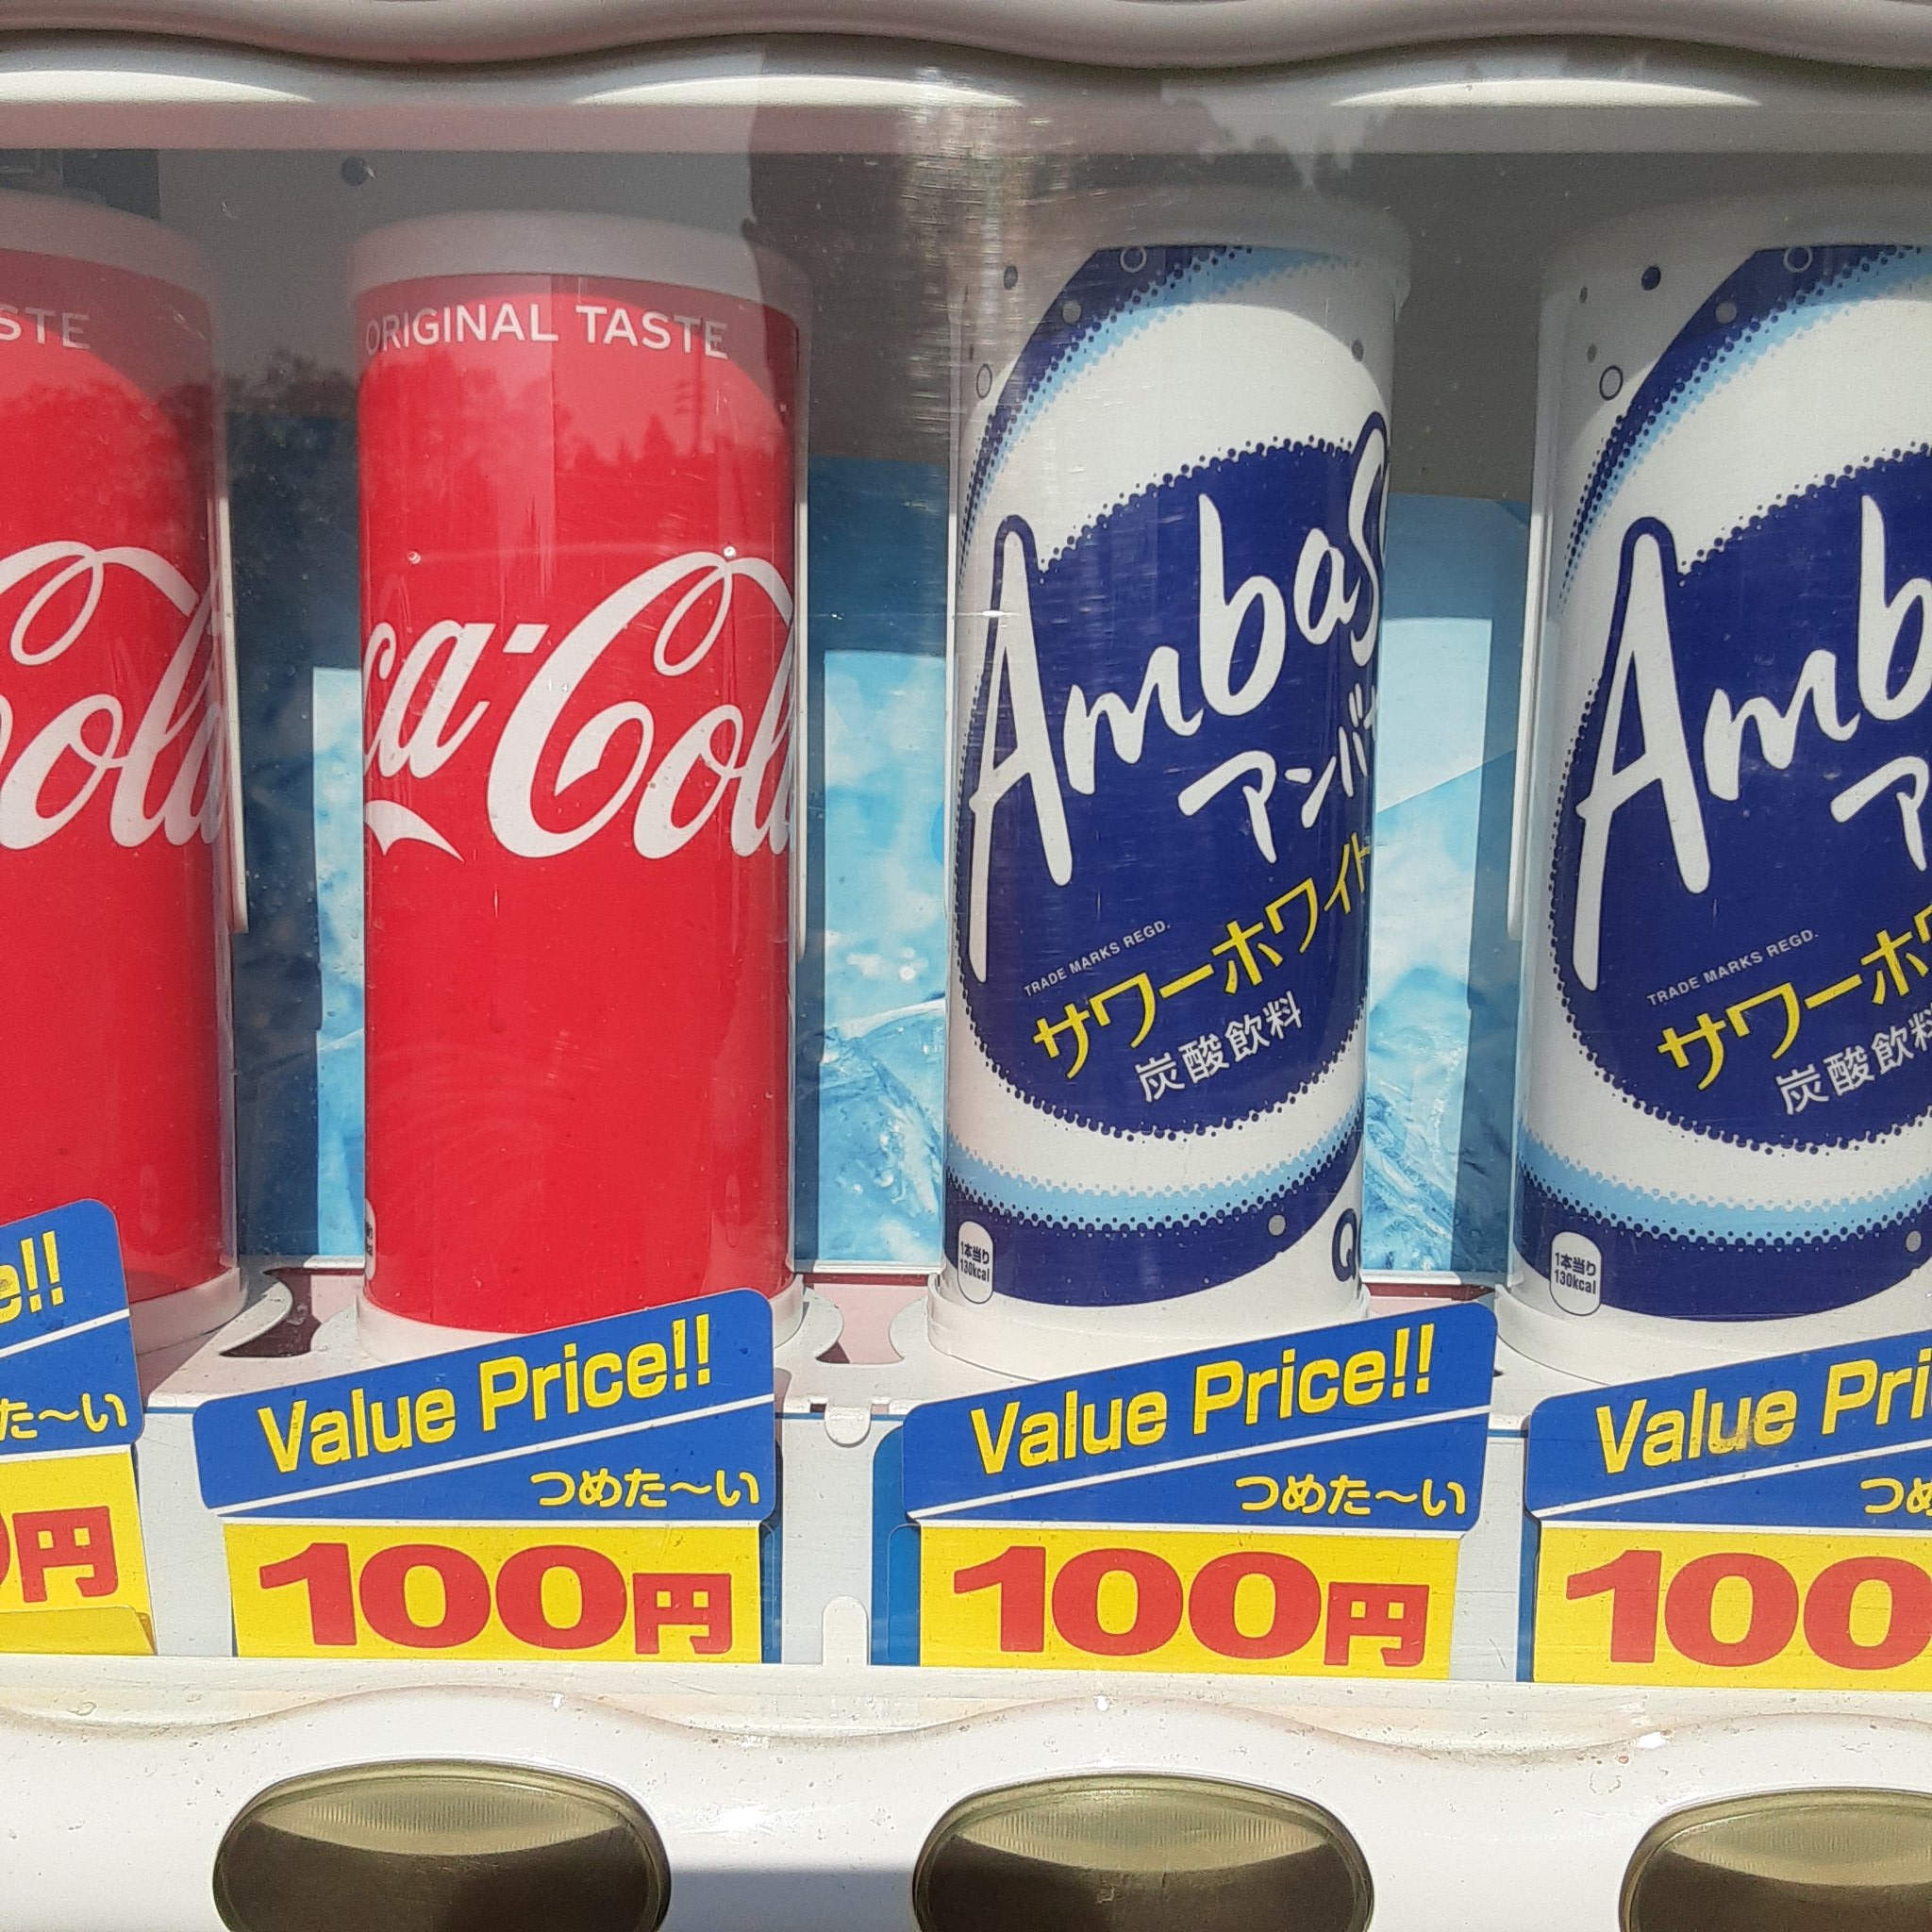 STE
Cola
e!!
た～い
円
ORIGINAL TASTE
ca-Cola
Value Price!!
つめた～い
100円
Ambas
アンバ
TRADE MARKS REGD.
サワーホワイト
炭酸飲料
1本当り
130kcal
Q
Value Price!!
つめた～い
100円
Amb
ア
TRADE MARKS REGD.
サワーホワ
炭酸飲料
1本当り
130kcal
Value Pri
つめ
100